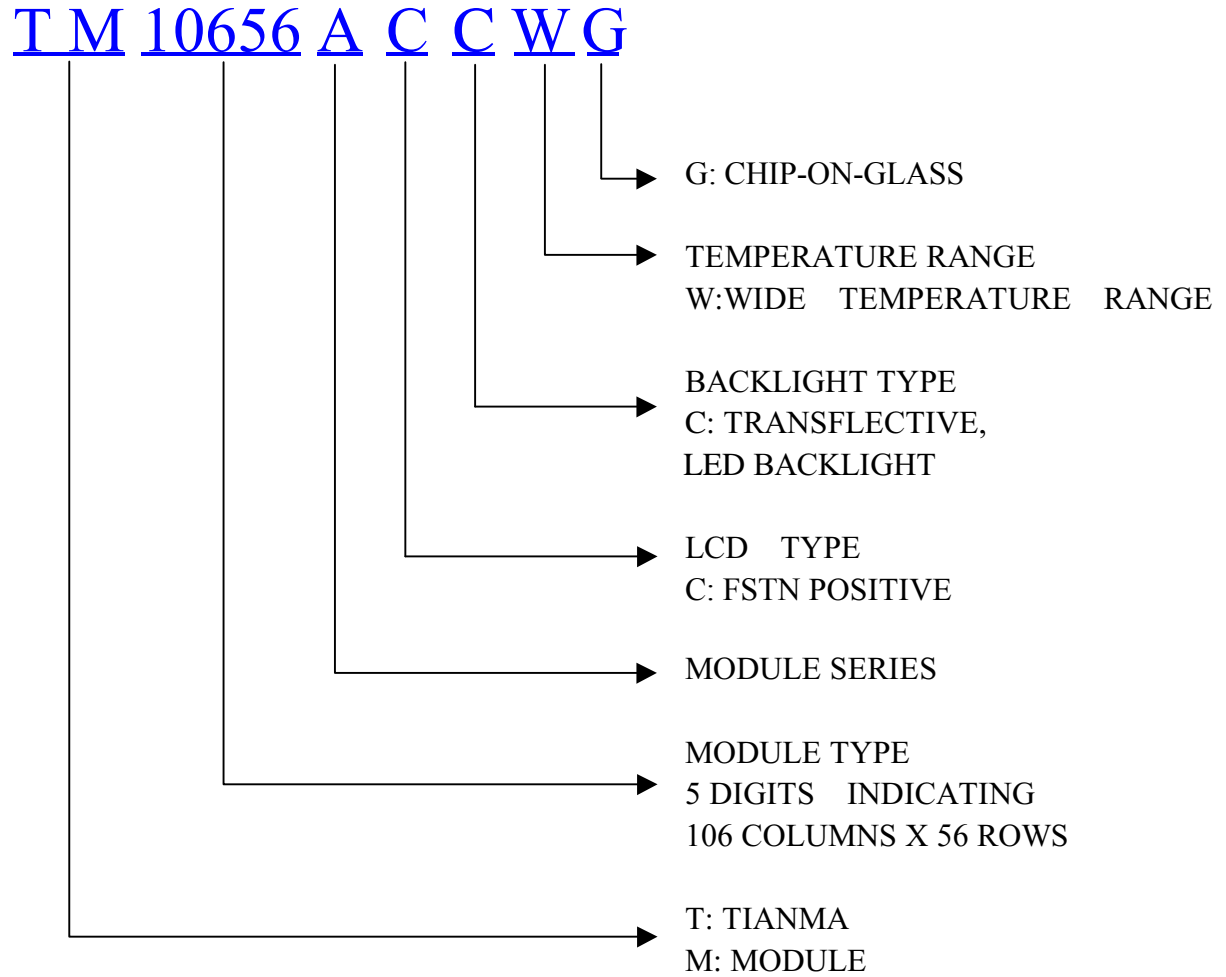 T M 10656 A C C W G
G: CHIP-ON-GLASS
TEMPERATURE RANGE
W:WIDE TEMPERATURE RANGE
BACKLIGHT TYPE
C: TRANSFLECTIVE,
LED BACKLIGHT
LCD TYPE
C: FSTN POSITIVE
MODULE SERIES
MODULE TYPE
5 DIGITS INDICATING
106 COLUMNS X 56 ROWS
T: TIANMA
M: MODULE